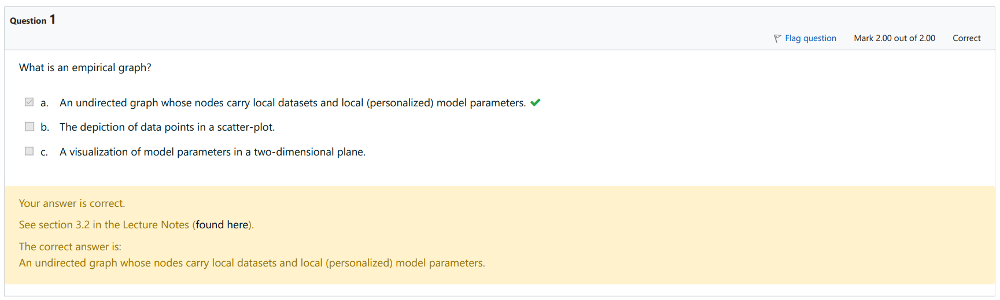 Question 1
Flag question Mark 2.00 out of 2.00 Correct
What is an empirical graph?
a. An undirected graph whose nodes carry local datasets and local (personalized) model parameters.
b. The depiction of data points in a scatter-plot.
c. A visualization of model parameters in a two-dimensional plane.
Your answer is correct.
See section 3.2 in the Lecture Notes (found here).
The correct answer is:
An undirected graph whose nodes carry local datasets and local (personalized) model parameters.